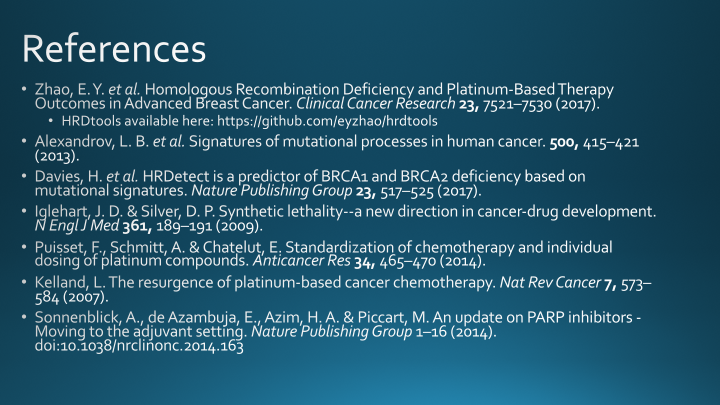 References
• Zhao, E. Y. et al. Homologous Recombination Deficiency and Platinum-Based Therapy
Outcomes in Advanced Breast Cancer. Clinical Cancer Research 23, 7521–7530 (2017).
• HRDtools available here: https://github.com/eyzhao/hrdtools
• Alexandrov, L. B. et al. Signatures of mutational processes in human cancer. 500, 415–421
(2013).
• Davies, H. et al. HRDetect is a predictor of BRCA1 and BRCA2 deficiency based on
mutational signatures. Nature Publishing Group 23, 517–525 (2017).
• Iglehart, J. D. & Silver, D. P. Synthetic lethality--a new direction in cancer-drug development.
N Engl J Med 361, 189–191 (2009).
• Puisset, F., Schmitt, A. & Chatelut, E. Standardization of chemotherapy and individual
dosing of platinum compounds. Anticancer Res 34, 465–470 (2014).
• Kelland, L. The resurgence of platinum-based cancer chemotherapy. Nat Rev Cancer 7, 573–
584 (2007).
• Sonnenblick, A., de Azambuja, E., Azim, H. A. & Piccart, M. An update on PARP inhibitors -
Moving to the adjuvant setting. Nature Publishing Group 1–16 (2014).
doi:10.1038/nrclinonc.2014.163